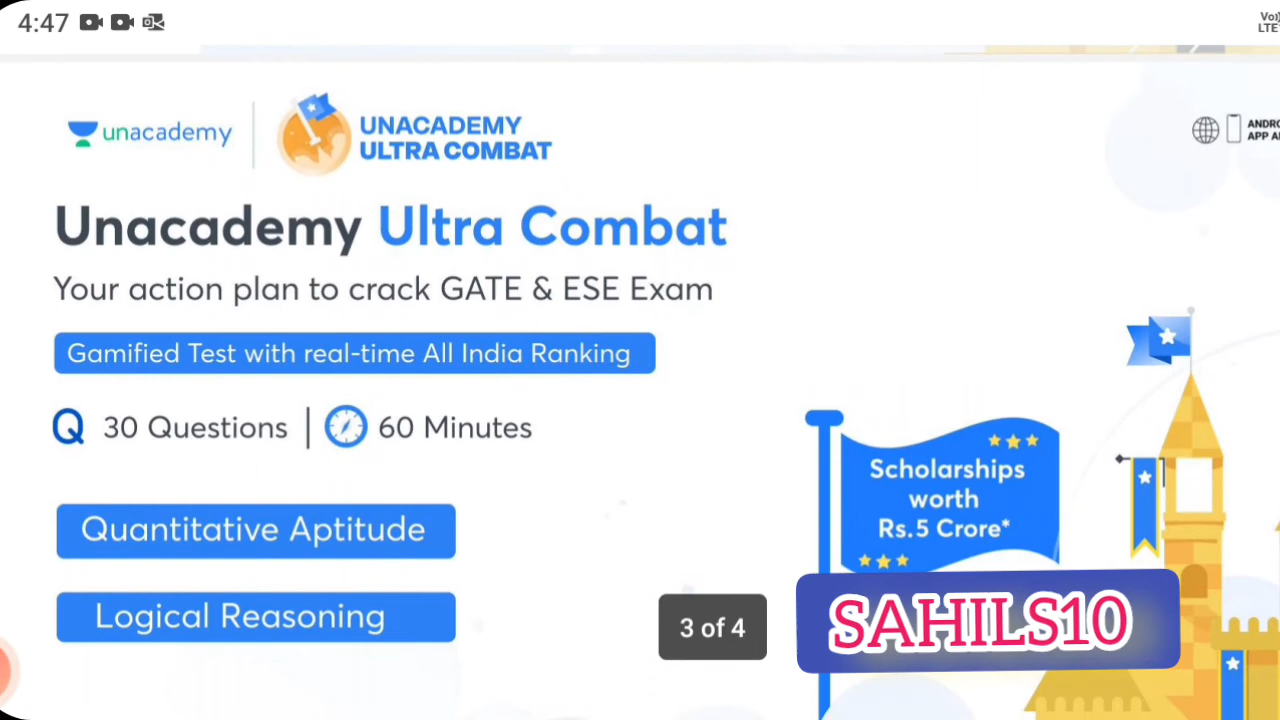 4:47
Vo))
LTE
unacademy
UNACADEMY
ULTRA COMBAT
Unacademy Ultra Combat
Your action plan to crack GATE & ESE Exam
Gamified Test with real-time All India Ranking
30 Questions | 60 Minutes
Quantitative Aptitude
Logical Reasoning
Scholarships
worth
Rs.5 Crore*
3 of 4
SAHILS10